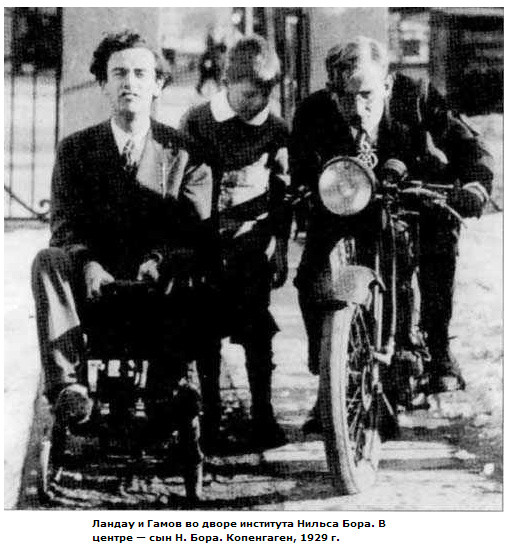 Ландау и Гамов во дворе института Нильса Бора. В
центре — сын Н. Бора. Копенгаген, 1929 г.